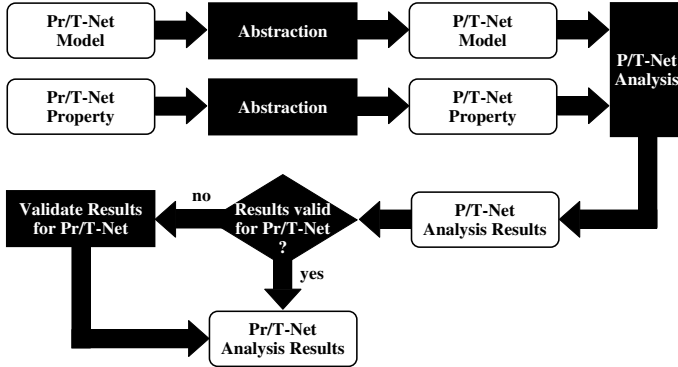 Pr/T-Net
Model
Abstraction
P/T-Net
Model
P/T-Net
Analysis
Pr/T-Net
Property
Abstraction
P/T-Net
Property
Validate Results
for Pr/T-Net
no
Results valid
for Pr/T-Net
?
P/T-Net
Analysis Results
yes
Pr/T-Net
Analysis Results